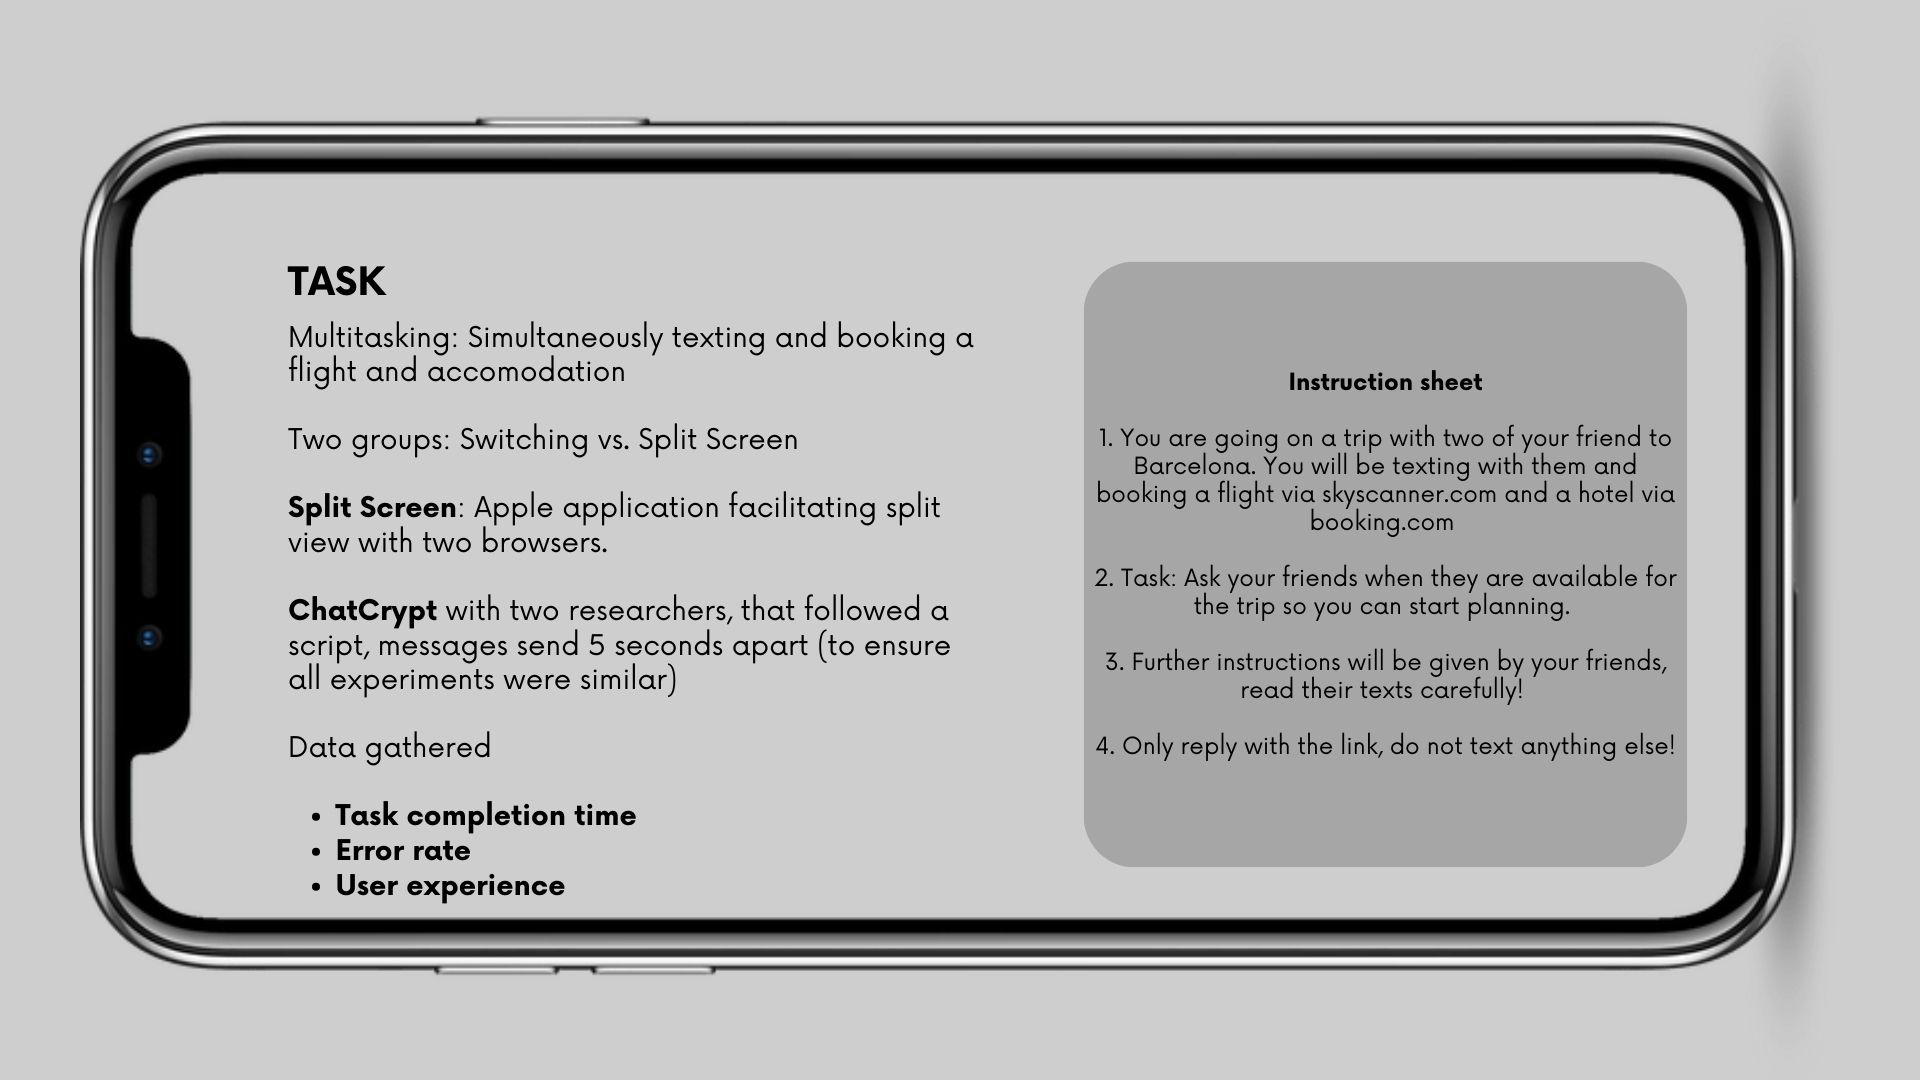 TASK
Multitasking: Simultaneously texting and booking a
flight and accomodation
Two groups: Switching vs. Split Screen
Split Screen: Apple application facilitating split
view with two browsers.
ChatCrypt with two researchers, that followed a
script, messages send 5 seconds apart (to ensure
all experiments were similar)
Data gathered
• Task completion time
• Error rate
• User experience
Instruction sheet
1. You are going on a trip with two of your friend to
Barcelona. You will be texting with them and
booking a flight via skyscanner.com and a hotel via
booking.com
2. Task: Ask your friends when they are available for
the trip so you can start planning.
3. Further instructions will be given by your friends,
read their texts carefully!
4. Only reply with the link, do not text anything else!